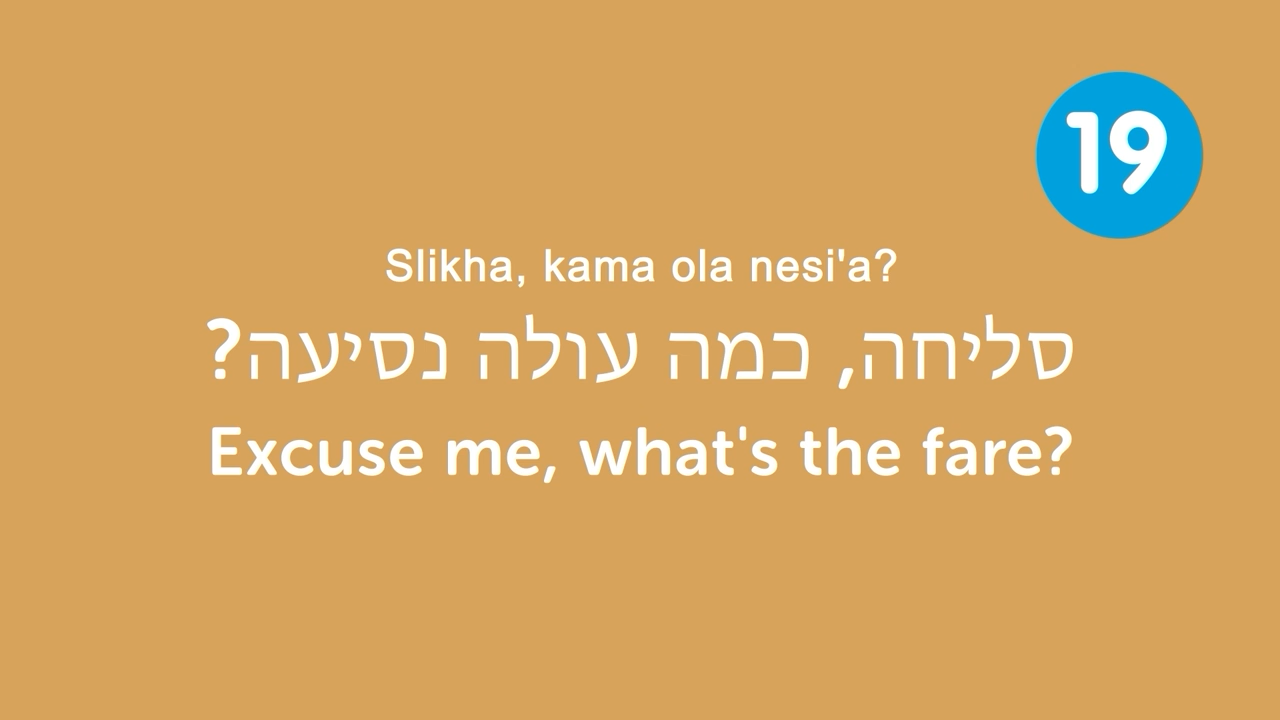 19
Slikha, kama ola nesi'a?
סליחה, כמה עולה נסיעה?
Excuse me, what's the fare?